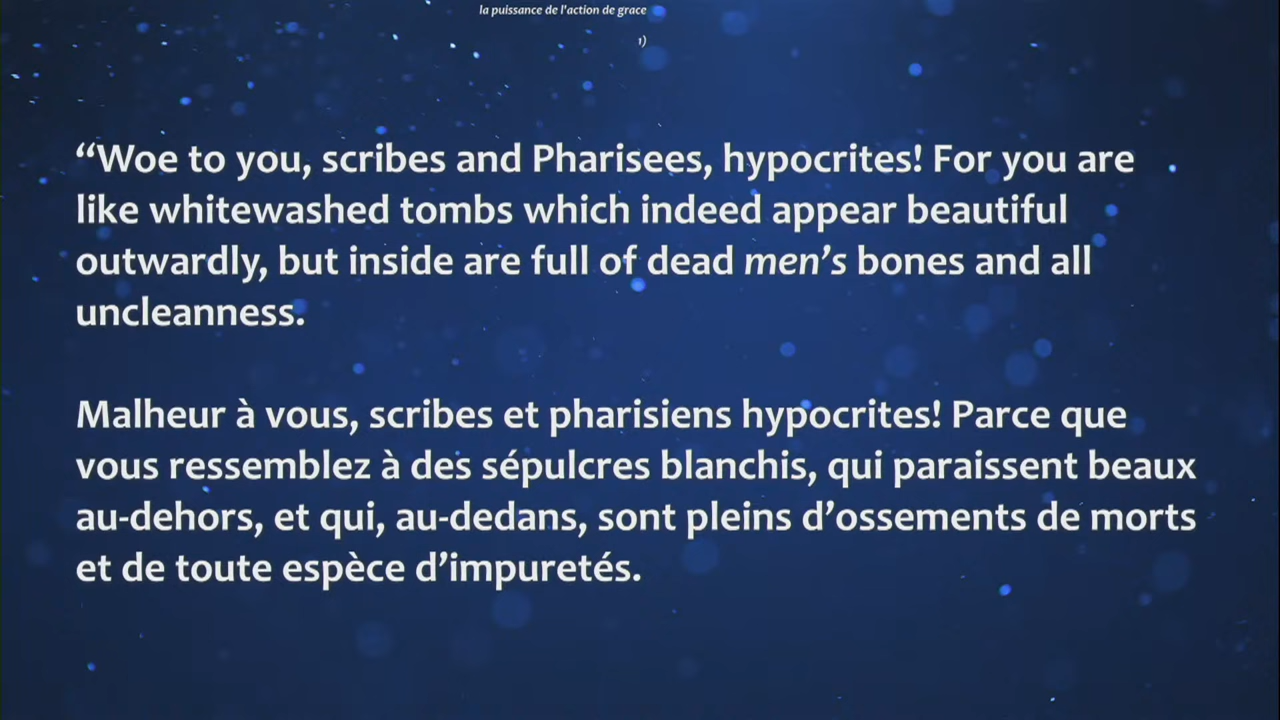 la puissance de l'action de grace
1)
“Woe to you, scribes and Pharisees, hypocrites! For you are
like whitewashed tombs which indeed appear beautiful
outwardly, but inside are full of dead men’s bones and all
uncleanness.
Malheur à vous, scribes et pharisiens hypocrites! Parce que
vous ressemblez à des sépulcres blanchis, qui paraissent beaux
au-dehors, et qui, au-dedans, sont pleins d’ossements de morts
et de toute espèce d’impuretés.